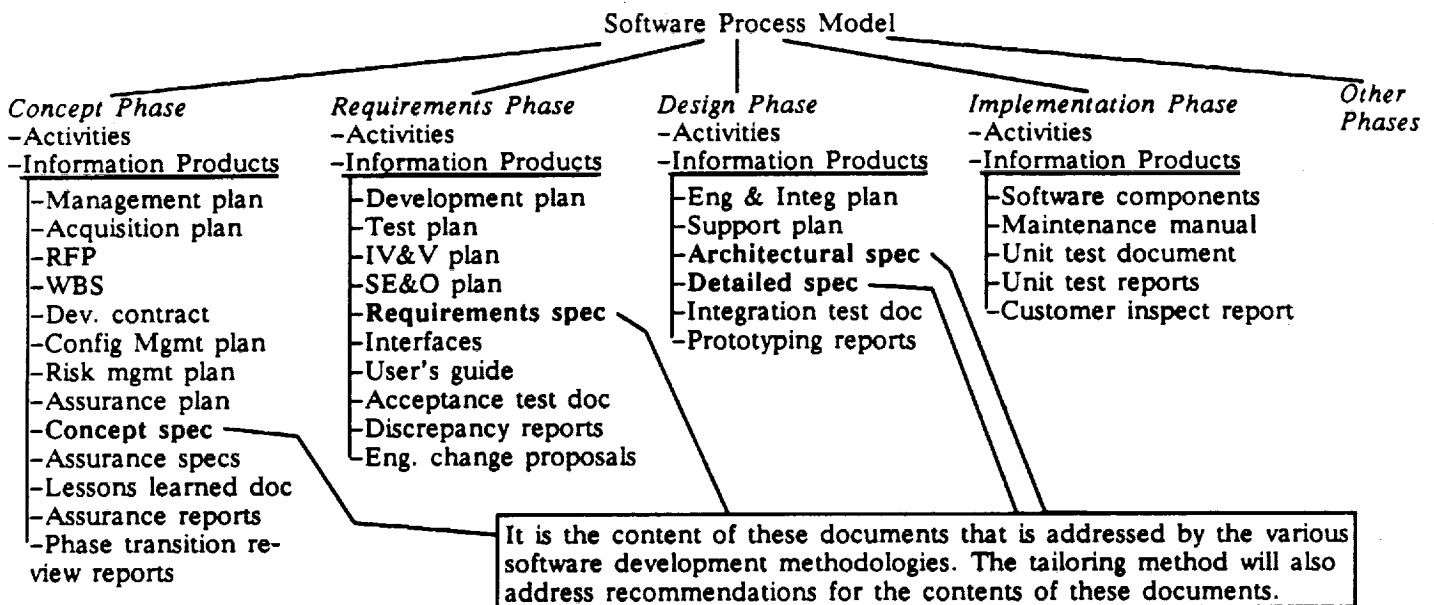 Software Process Model
Concept Phase
-Activities
-Information Products
-Management plan
-Acquisition plan
-RFP
-WBS
-Dev. contract
-Config Mgmt plan
-Risk mgmt plan
-Assurance plan
-Concept spec
-Assurance specs
-Lessons learned doc
-Assurance reports
-Phase transition re-
view reports
Requirements Phase
-Activities
-Information Products
-Development plan
-Test plan
-IV&V plan
-SE&O plan
-Requirements spec
-Interfaces
-User's guide
-Acceptance test doc
-Discrepancy reports
-Eng. change proposals
Design Phase
-Activities
-Information Products
-Eng & Integ plan
-Support plan
-Architectural spec
-Detailed spec
-Integration test doc
-Prototyping reports
Implementation Phase
-Activities
-Information Products
-Software components
-Maintenance manual
-Unit test document
-Unit test reports
-Customer inspect report
Other
Phases
It is the content of these documents that is addressed by the various
software development methodologies. The tailoring method will also
address recommendations for the contents of these documents.